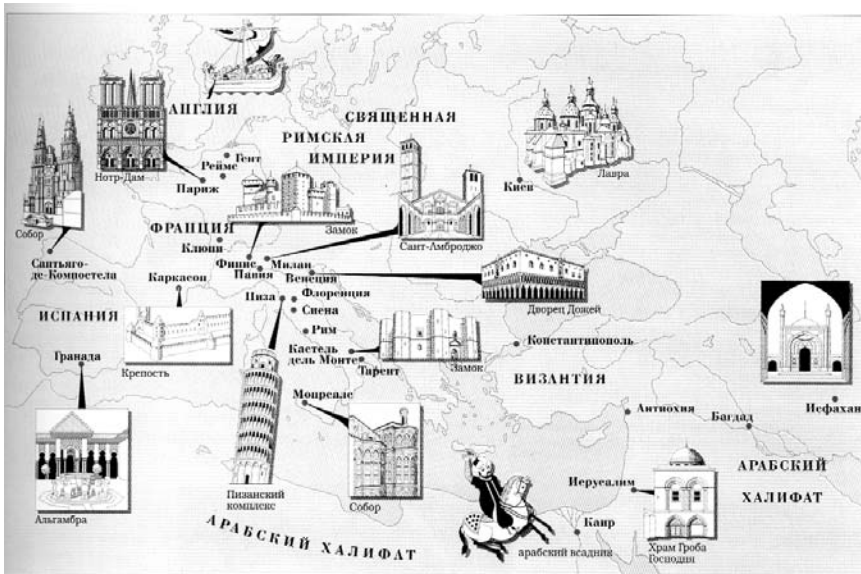 АНГЛИЯ
СВЯЩЕННАЯ
РИМСКАЯ
ИМПЕРИЯ
Нотр-Дам
Реймс
Гент
Париж
Собор
Сантьяго-
де-Компостела
ФРАНЦИЯ
Клюни
Замок
Сант-Амброджо
Киев
Лавра
Финис
Павия
Милан
Венеция
Дворец Дожей
Каркасон
ИСПАНИЯ
Крепость
Гранада
Альгамбра
Пиза
Флоренция
Сиена
Рим
Кастель
дель Монте
Тарент
Замок
Константинополь
ВИЗАНТИЯ
Монреале
Собор
Пизанский
комплекс
АРАБСКИЙ ХАЛИФАТ
Антиохия
Багдад
Исфахан
АРАБСКИЙ
ХАЛИФАТ
Иерусалим
Каир
арабский всадник
Храм Гроба
Господня